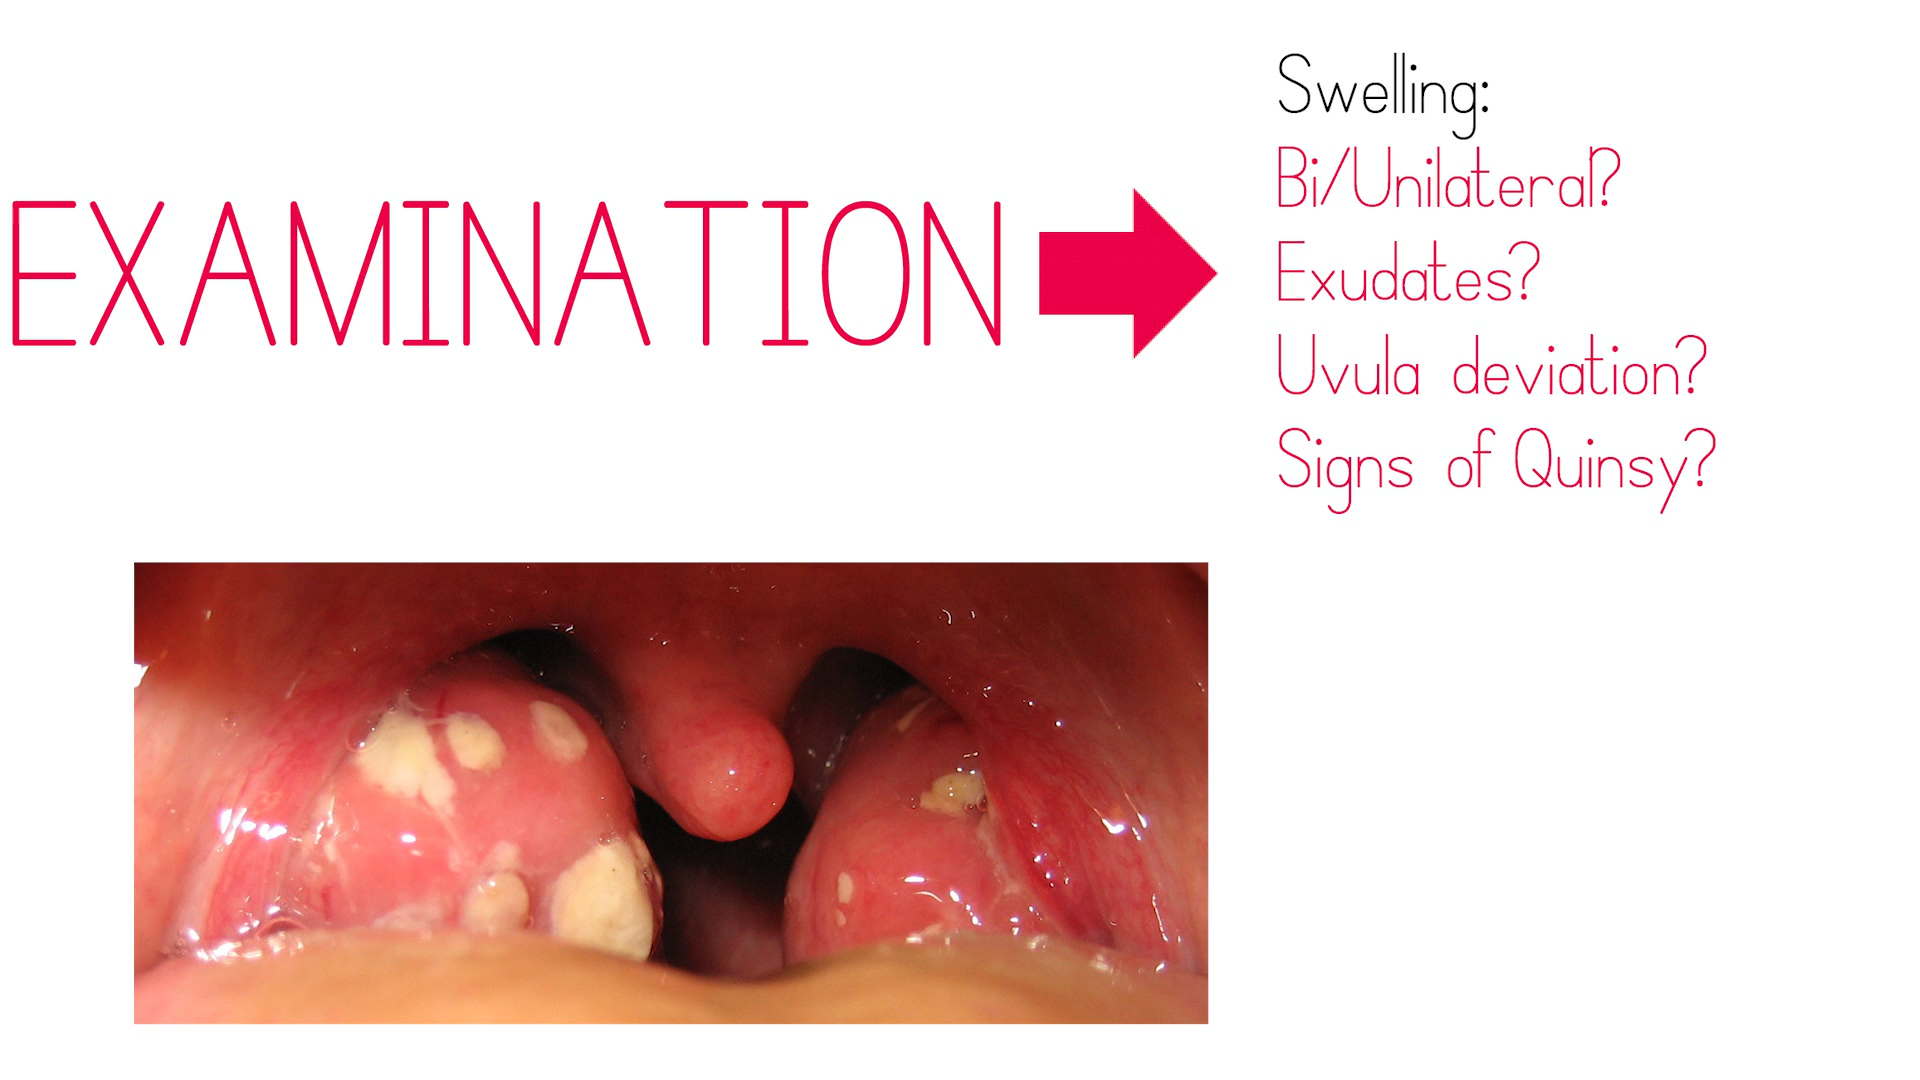 EXAMINATION
Swelling:
Bi/Unilateral?
Exudates?
Uvula deviation?
Signs of Quinsy?